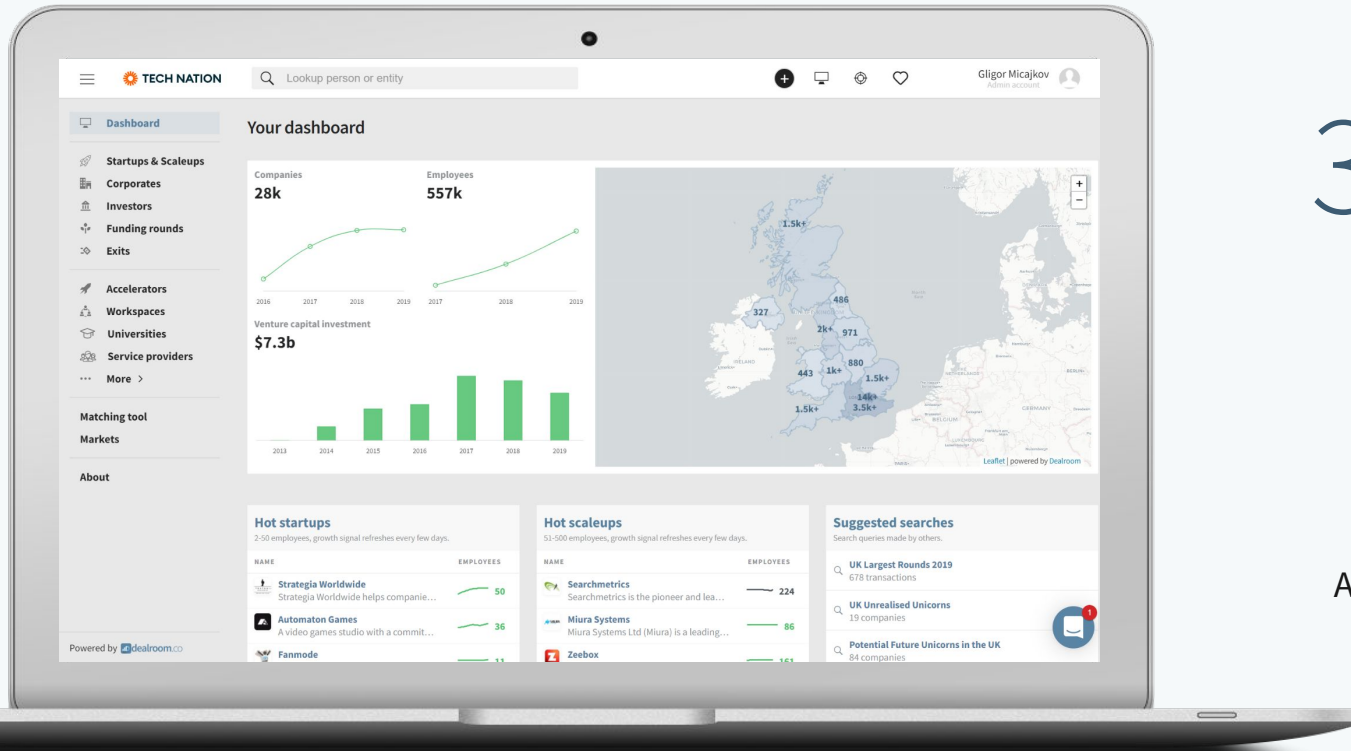 TECH NATION
Lookup person or entity
Gligor Micajkov
Admin account
Dashboard
Startups & Scaleups
Corporates
Investors
Funding rounds
Exits
Accelerators
Workspaces
Universities
Service providers
More >
Matching tool
Markets
About
Powered by dealroom.co
Your dashboard
Companies
28k
Employees
557k
2016 2017 2018 2019
2017 2018 2019
Venture capital investment
$7.3b
2013 2014 2015 2016 2017 2018 2019
+
−
1.5k+
486
327
2k+ 971
880
443 1k+ 1.5k+
14k+
1.5k+ 3.5k+
IRELAND
BERLIN
GERMANY
BELGIUM
Leaflet | powered by Dealroom
Hot startups
2-50 employees, growth signal refreshes every few days.
NAME EMPLOYEES
Strategia Worldwide
Strategia Worldwide helps companie...
50
Automaton Games
A video games studio with a commit...
36
Fanmode
11
Hot scaleups
51-500 employees, growth signal refreshes every few days.
NAME EMPLOYEES
Searchmetrics
Searchmetrics is the pioneer and lea...
224
Miura Systems
Miura Systems Ltd (Miura) is a leading...
86
Zeebox
161
Suggested searches
Search queries made by others.
UK Largest Rounds 2019
678 transactions
UK Unrealised Unicorns
19 companies
Potential Future Unicorns in the UK
84 companies
1
3
A